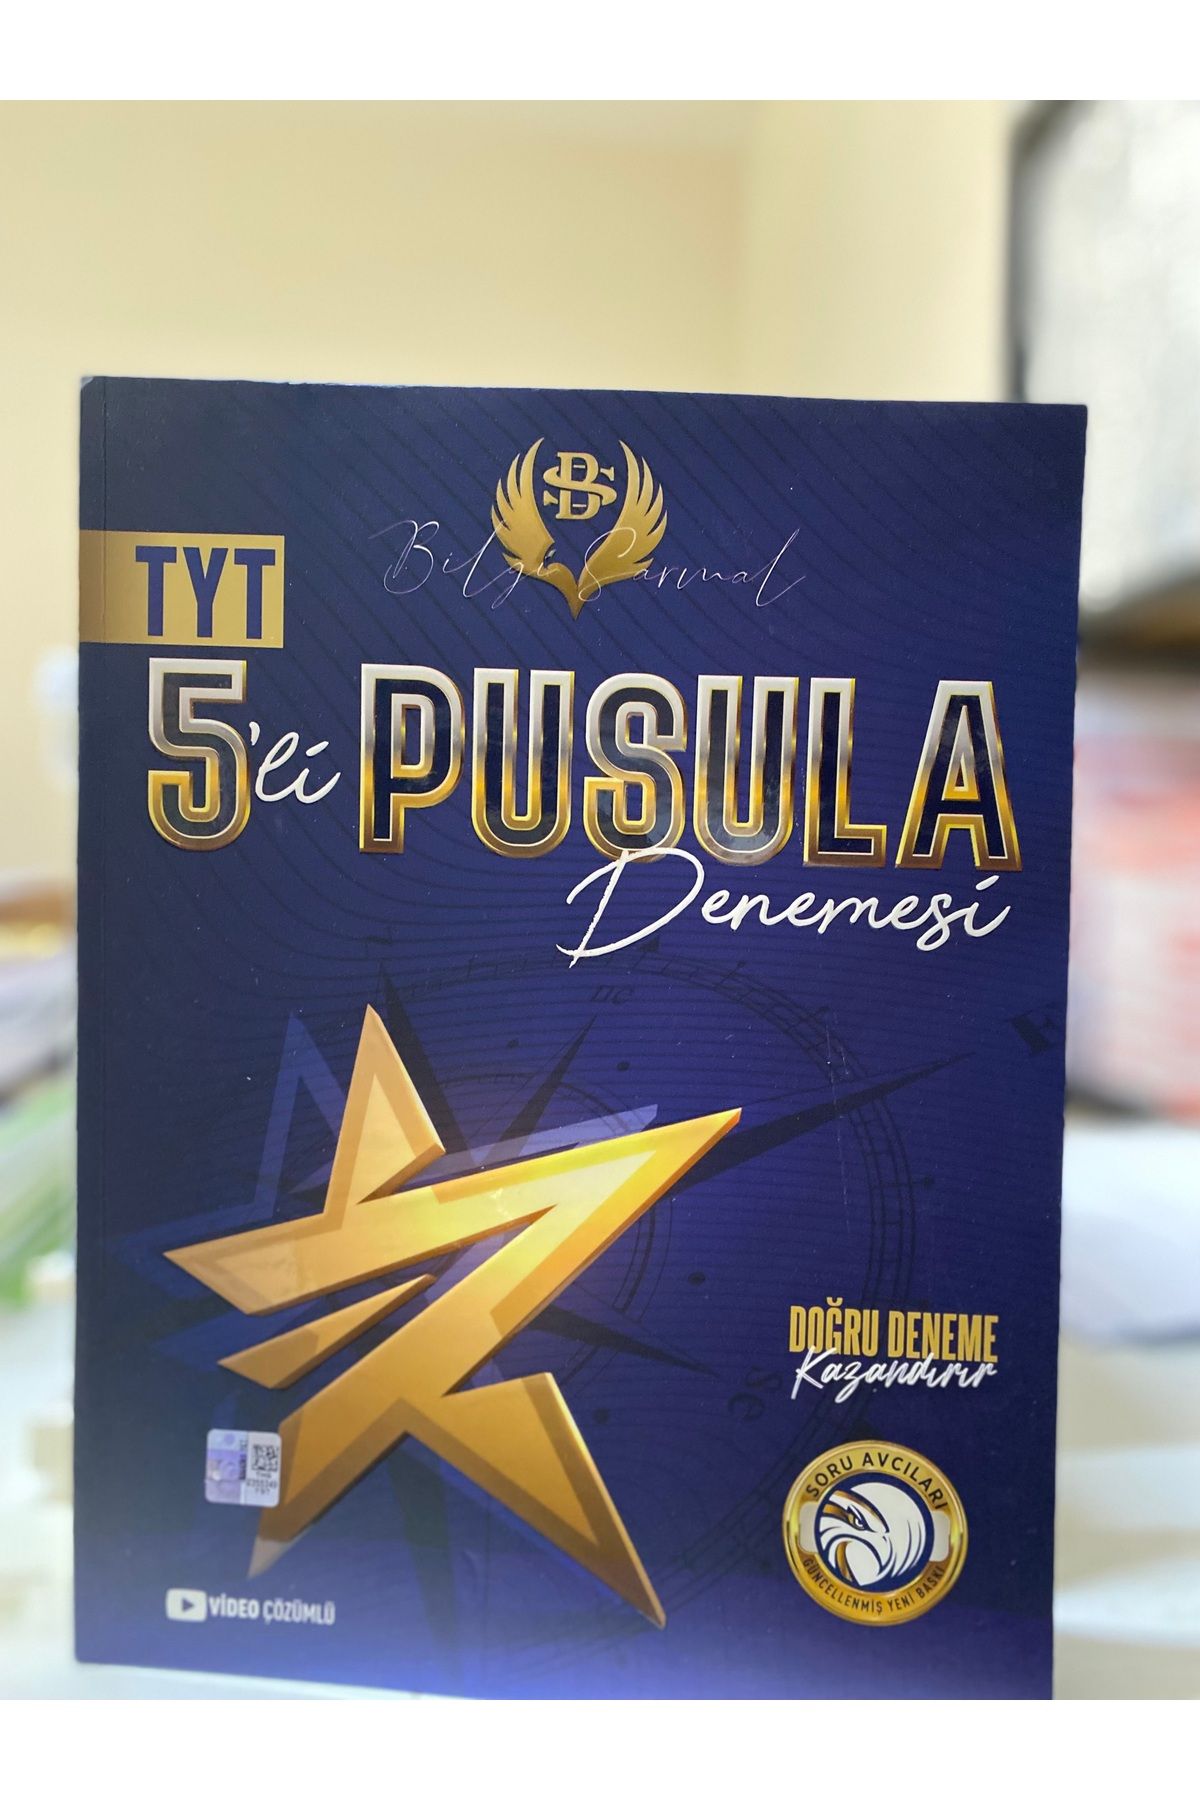 BS
Bilgi Sarmal
TYT
5'li PUSULA
Denemesi
DOĞRU DENEME
Kazandırır
SORU AVCILARI
GÜNCELLENMİŞ YENİ BASKI
VİDEO ÇÖZÜMLÜ